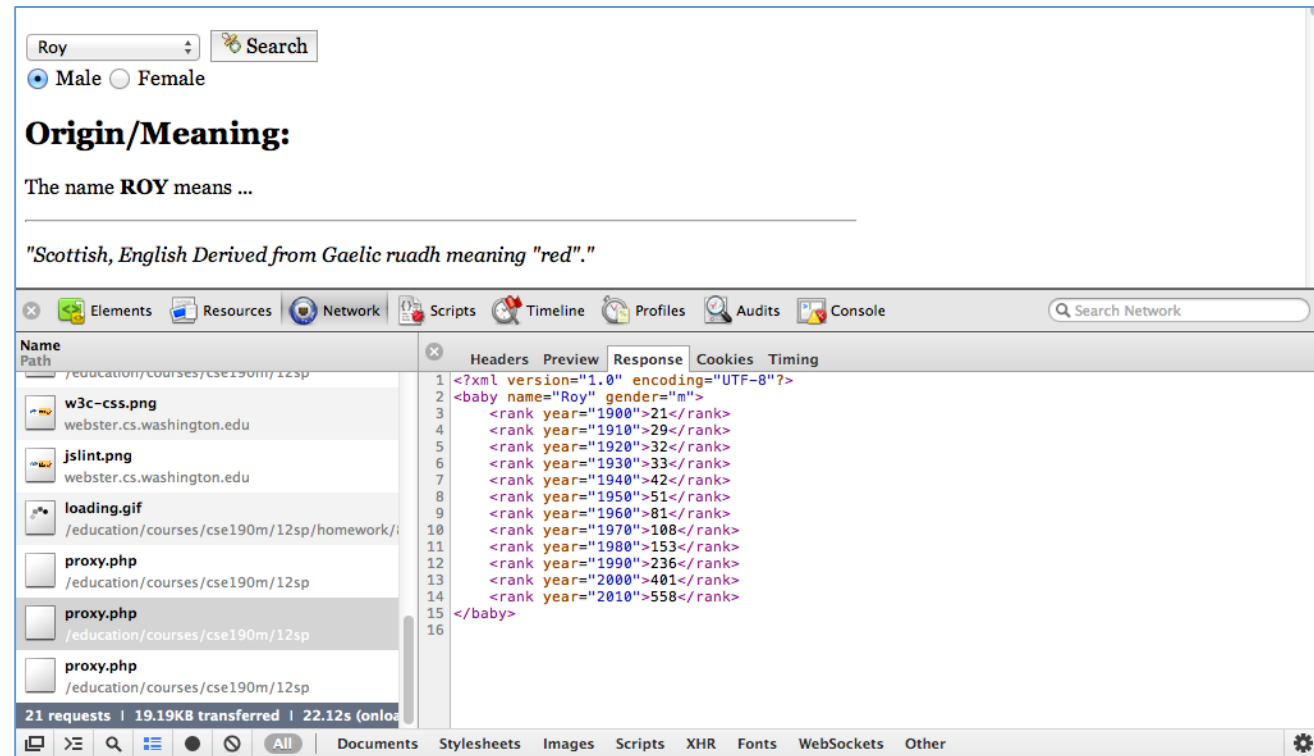 Roy Search
Male Female
Origin/Meaning:
The name ROY means ...
"Scottish, English Derived from Gaelic ruadh meaning "red"."
Elements Resources Network Scripts Timeline Profiles Audits Console Search Network
Name
Path
/education/courses/cse190m/12sp
w3c-css.png
webster.cs.washington.edu
jslint.png
webster.cs.washington.edu
loading.gif
/education/courses/cse190m/12sp/homework/
proxy.php
/education/courses/cse190m/12sp
proxy.php
/education/courses/cse190m/12sp
proxy.php
/education/courses/cse190m/12sp
21 requests | 19.19KB transferred | 22.12s (onloa
Headers Preview Response Cookies Timing
1 <?xml version="1.0" encoding="UTF-8"?>
2 <baby name="Roy" gender="m">
3 <rank year="1900">21</rank>
4 <rank year="1910">29</rank>
5 <rank year="1920">32</rank>
6 <rank year="1930">33</rank>
7 <rank year="1940">42</rank>
8 <rank year="1950">51</rank>
9 <rank year="1960">81</rank>
10 <rank year="1970">108</rank>
11 <rank year="1980">153</rank>
12 <rank year="1990">236</rank>
13 <rank year="2000">401</rank>
14 <rank year="2010">558</rank>
15 </baby>
16
All Documents Stylesheets Images Scripts XHR Fonts WebSockets Other